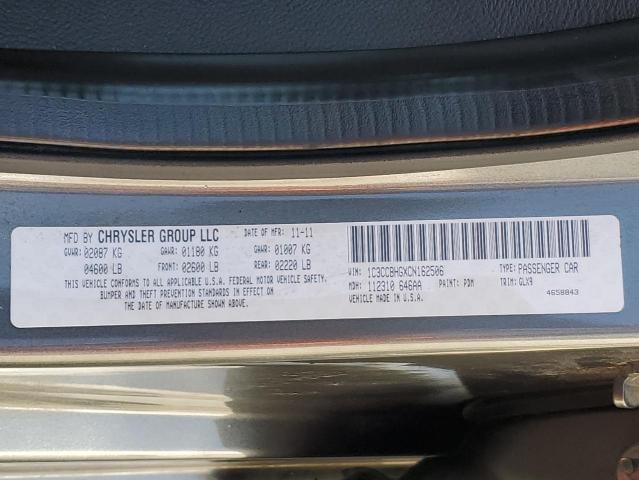 MFD BY CHRYSLER GROUP LLC DATE OF MFR: 11-11
GVWR: 02087 KG GAWR: 01180 KG GAWR: 01007 KG
04600 LB FRONT: 02600 LB REAR: 02220 LB
THIS VEHICLE CONFORMS TO ALL APPLICABLE U.S.A. FEDERAL MOTOR VEHICLE SAFETY,
BUMPER AND THEFT PREVENTION STANDARDS IN EFFECT ON
THE DATE OF MANUFACTURE SHOWN ABOVE.
VIN: 1C3CCBHGXCN162506 TYPE: PASSENGER CAR
MDH: 112310 646AA PAINT: PDM TRIM: GLX9
VEHICLE MADE IN U.S.A. 4658843